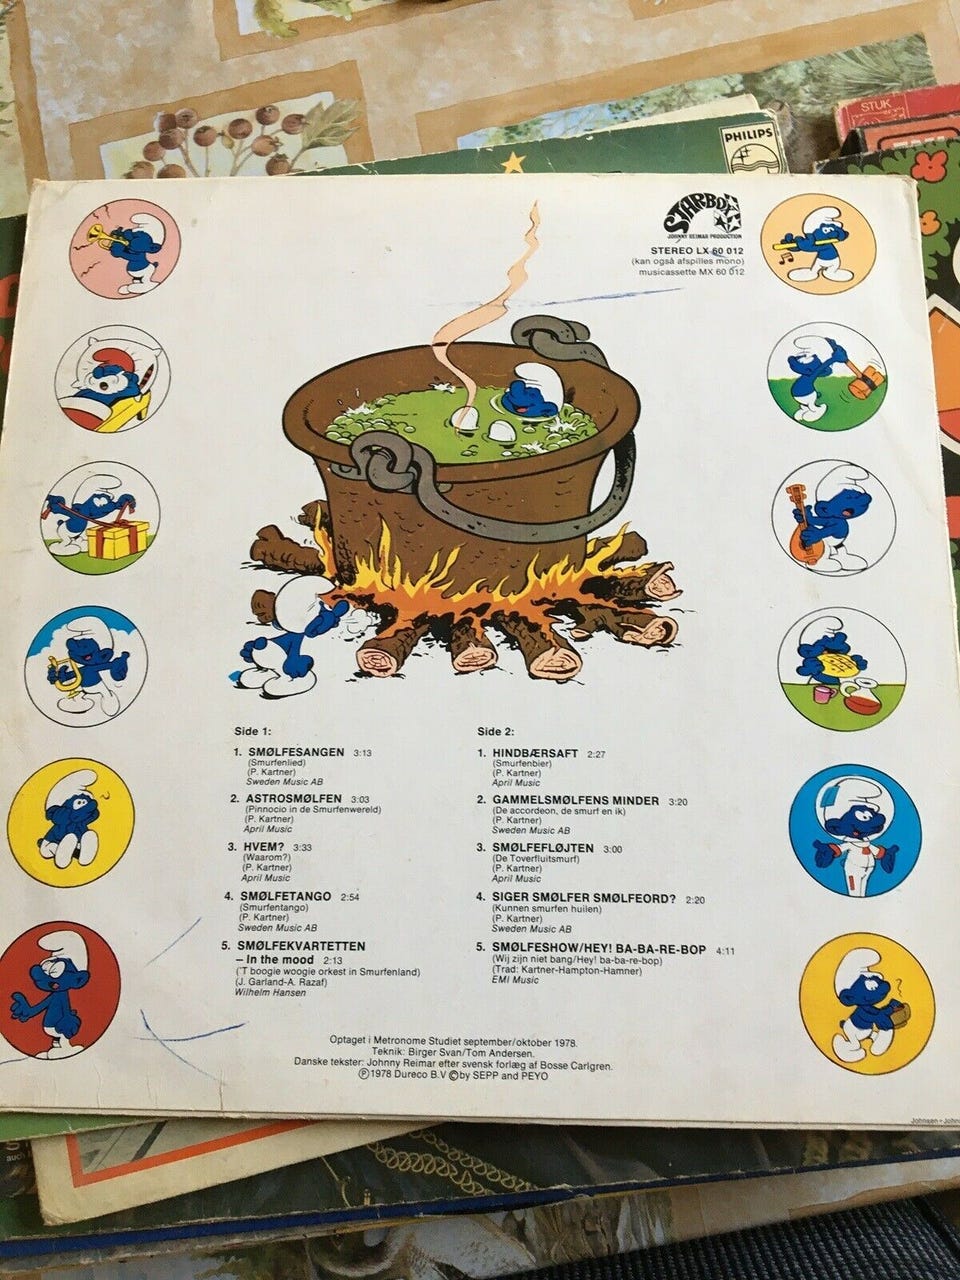 STUK
PHILIPS
STARBOX
JOHNNY REIMAR PRODUCTION
STEREO LX 60 012
(kan også afspilles mono)
musicassette MX 60 012
Side 1:
1. SMØLFESANGEN 3:13
(Smurfenlied)
(P. Kartner)
Sweden Music AB
2. ASTROSMØLFEN 3:03
(Pinnocio in de Smurfenwereld)
(P. Kartner)
April Music
3. HVEM? 3:33
(Waarom?)
(P. Kartner)
April Music
4. SMØLFETANGO 2:54
(Smurfentango)
(P. Kartner)
Sweden Music AB
5. SMØLFEKVARTETTEN
– In the mood 2:13
('T boogie woogie orkest in Smurfenland)
(J. Garland-A. Razaf)
Wilhelm Hansen
Side 2:
1. HINDBÆRSAFT 2:27
(Smurfenbier)
(P. Kartner)
April Music
2. GAMMELSMØLFENS MINDER 3:20
(De accordeon, de smurf en ik)
(P. Kartner)
Sweden Music AB
3. SMØLFEFLØJTEN 3:00
(De Toverfluitsmurf)
(P. Kartner)
April Music
4. SIGER SMØLFER SMØLFEORD? 2:20
(Kunnen smurfen huilen)
(P. Kartner)
Sweden Music AB
5. SMØLFESHOW/HEY! BA-BA-RE-BOP 4:11
(Wij zijn niet bang/Hey! ba-ba-re-bop)
(Trad: Kartner-Hampton-Hamner)
EMI Music
Optaget i Metronome Studiet september/oktober 1978.
Teknik: Birger Svan/Tom Andersen.
Danske tekster: Johnny Reimar efter svensk forlæg af Bosse Carlgren.
Ⓟ1978 Dureco B.V ©by SEPP and PEYO
Johnsen -
auch